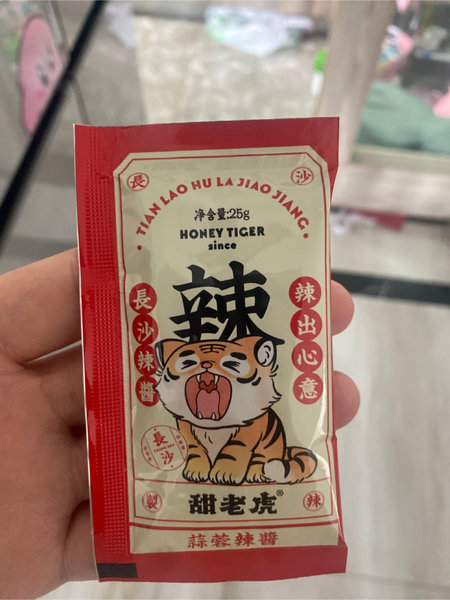 長 沙
TIAN LAO HU LA JIAO JIANG
净含量:25g
HONEY TIGER
since
辣
長沙辣醬
辣出心意
長沙
製 辣
甜老虎®
蒜蓉辣醬